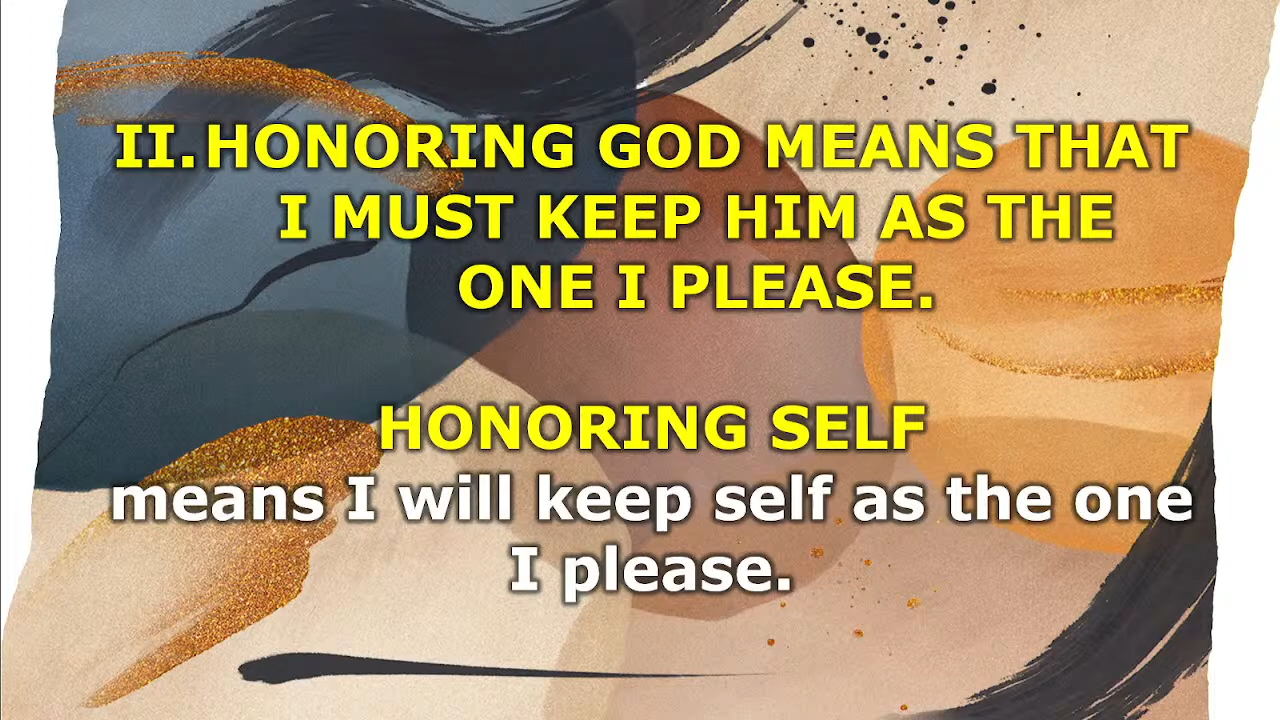 II. HONORING GOD MEANS THAT
I MUST KEEP HIM AS THE
ONE I PLEASE.
HONORING SELF
means I will keep self as the one
I please.